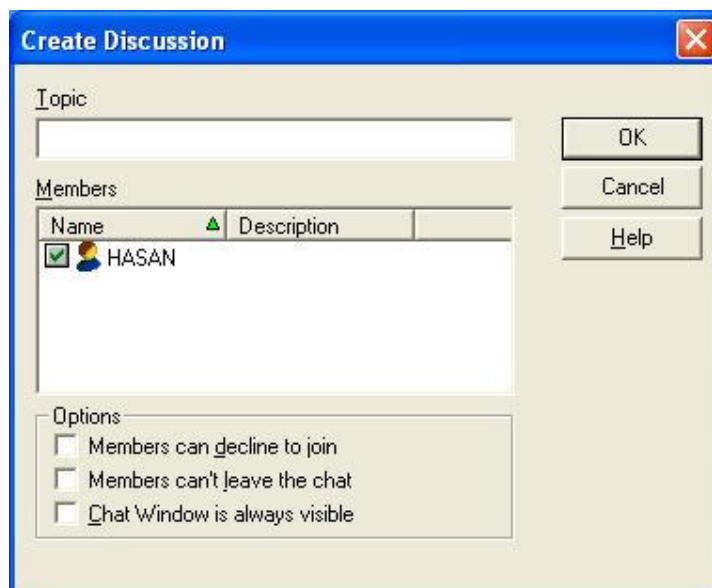 Create Discussion
Topic
OK
Members
Cancel
Name Description
Help
HASAN
Options
Members can decline to join
Members can't leave the chat
Chat Window is always visible